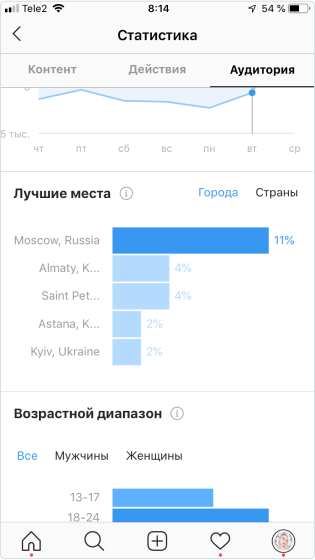 Tele2 8:14 54 %
Статистика
Контент Действия Аудитория
5 тыс.
чт пт сб вс пн вт ср
Лучшие места Города Страны
Moscow, Russia 11%
Almaty, K... 4%
Saint Pet... 4%
Astana, K... 2%
Kyiv, Ukraine 2%
Возрастной диапазон
Все Мужчины Женщины
13-17
18-24